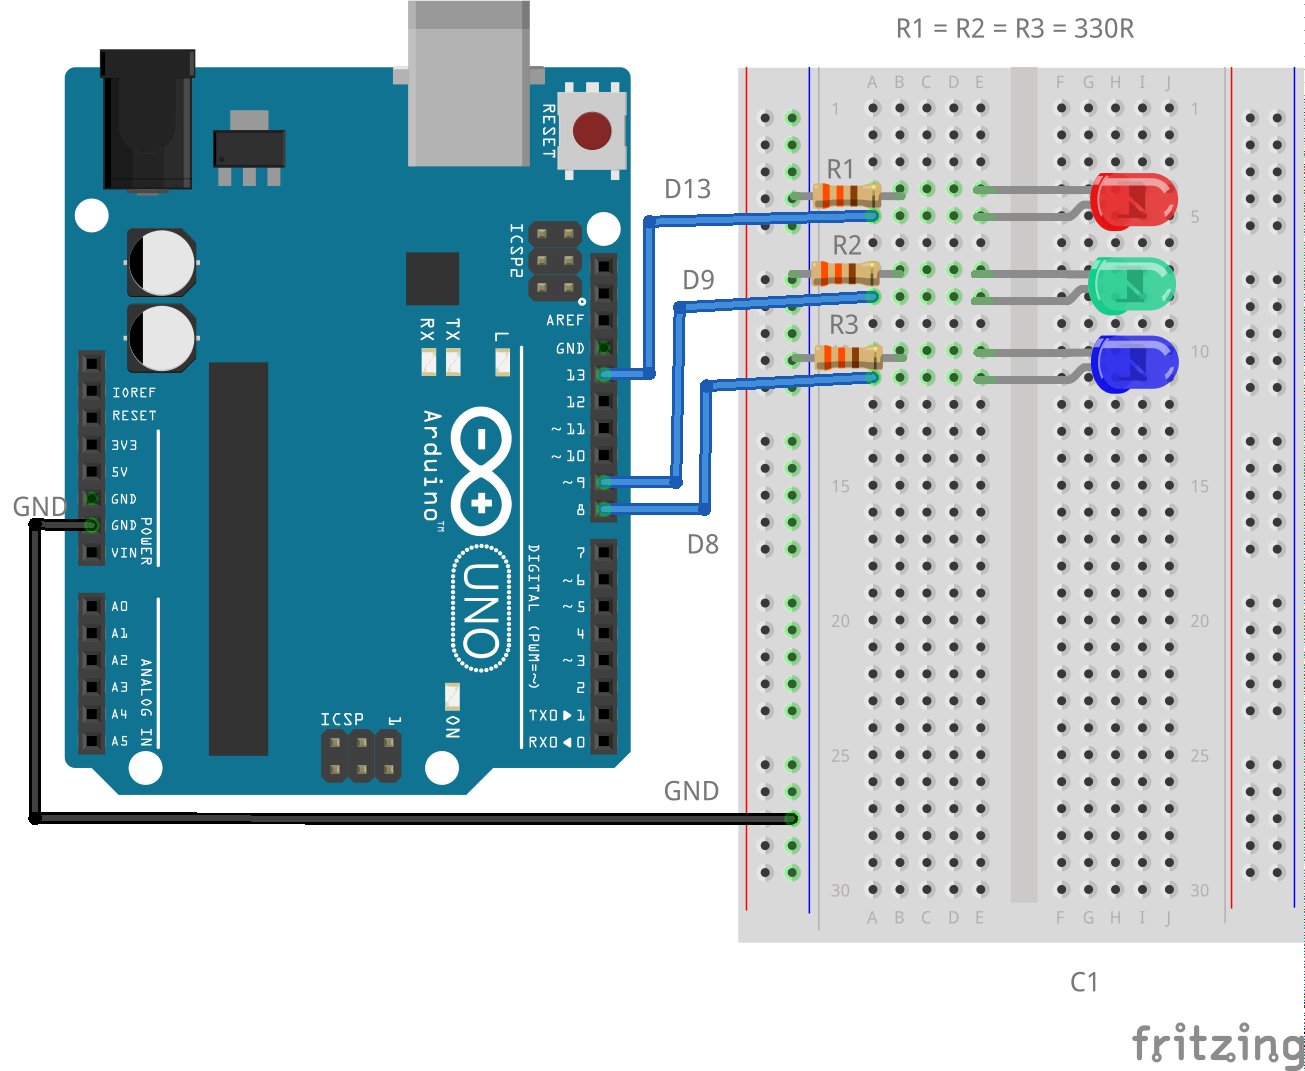 R1 = R2 = R3 = 330R
RESET
ICSP2
D13
R1
R2
D9
R3
D8
RX
TX
L
AREF
GND
13
12
~11
~10
~9
8
IOREF
RESET
3V3
5V
GND
GND
VIN
POWER
GND
Arduino™
UNO
DIGITAL (PWM=~)
7
~6
~5
4
~3
2
TX0▶1
RX0◀0
A0
A1
A2
A3
A4
A5
ANALOG IN
ICSP
1
ON
GND
A B C D E F G H I J
1 1
5
10
15 15
20 20
25 25
30 30
A B C D E F G H I J
C1
fritzing